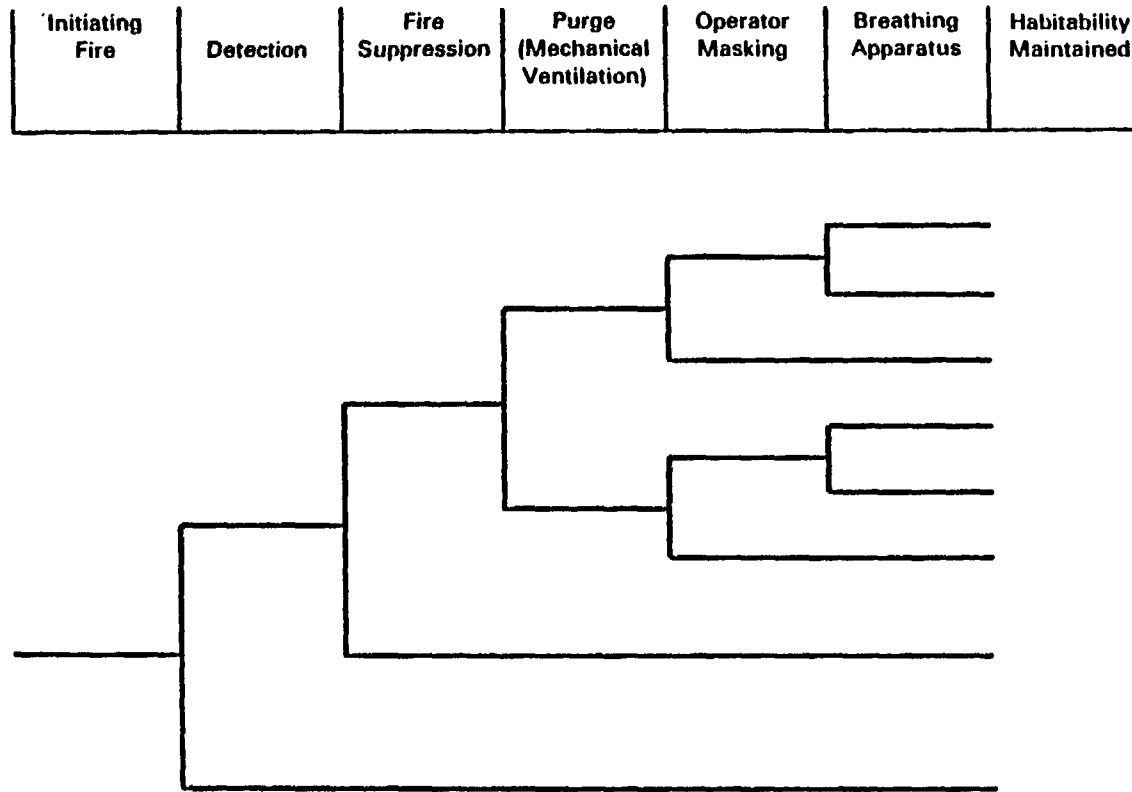 Initiating
Fire
Detection
Fire
Suppression
Purge
(Mechanical
Ventilation)
Operator
Masking
Breathing
Apparatus
Habitability
Maintained